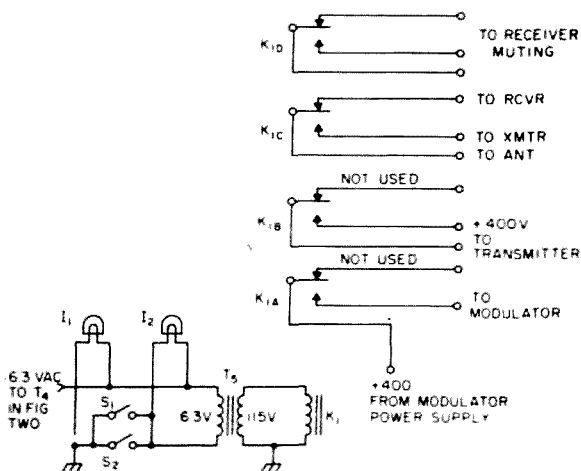 K1D
TO RECEIVER
MUTING
K1C
TO RCVR
TO XMTR
TO ANT
NOT USED
K1B
+400V
TO
TRANSMITTER
NOT USED
K1A
TO
MODULATOR
I1
I2
6.3 VAC
TO T4
IN FIG
TWO
S1
S2
T5
6.3V
115V
K1
+400
FROM MODULATOR
POWER SUPPLY